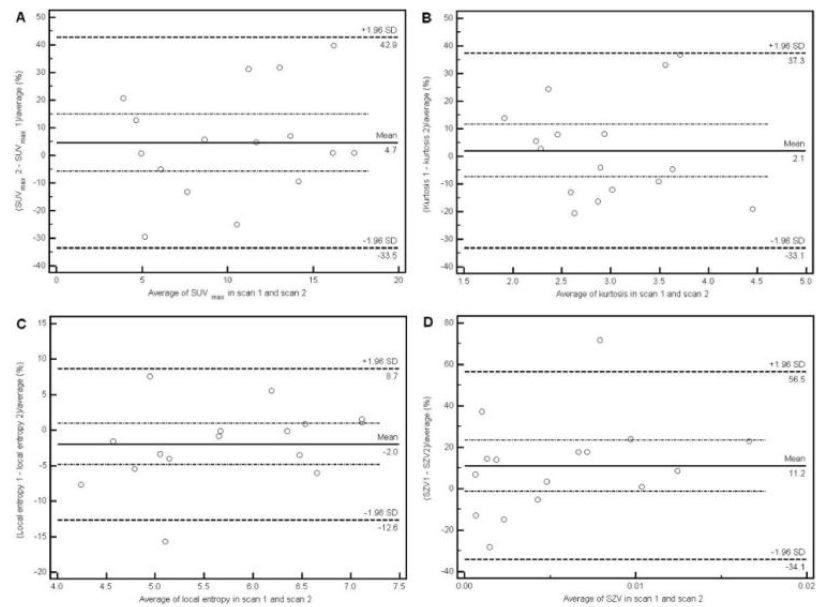 A
50
40
30
20
10
0
-10
-20
-30
-40
(SUVmax 2 - SUVmax 1)/average (%)
+1.96 SD
42.9
Mean
4.7
-1.96 SD
-33.5
0 5 10 15 20
Average of SUVmax in scan 1 and scan 2
B
50
40
30
20
10
0
-10
-20
-30
-40
(Kurtosis 1 - kurtosis 2)/average (%)
+1.96 SD
37.3
Mean
2.1
-1.96 SD
-33.1
1.5 2.0 2.5 3.0 3.5 4.0 4.5 5.0
Average of kurtosis in scan 1 and scan 2
C
15
10
5
0
-5
-10
-15
-20
(Local entropy 1 - local entropy 2)/average (%)
+1.96 SD
8.7
Mean
-2.0
-1.96 SD
-12.6
4.0 4.5 5.0 5.5 6.0 6.5 7.0 7.5
Average of local entropy in scan 1 and scan 2
D
80
60
40
20
0
-20
-40
(SZV1 - SZV2)/average (%)
+1.96 SD
56.5
Mean
11.2
-1.96 SD
-34.1
0.00 0.01 0.02
Average of SZV in scan 1 and scan 2